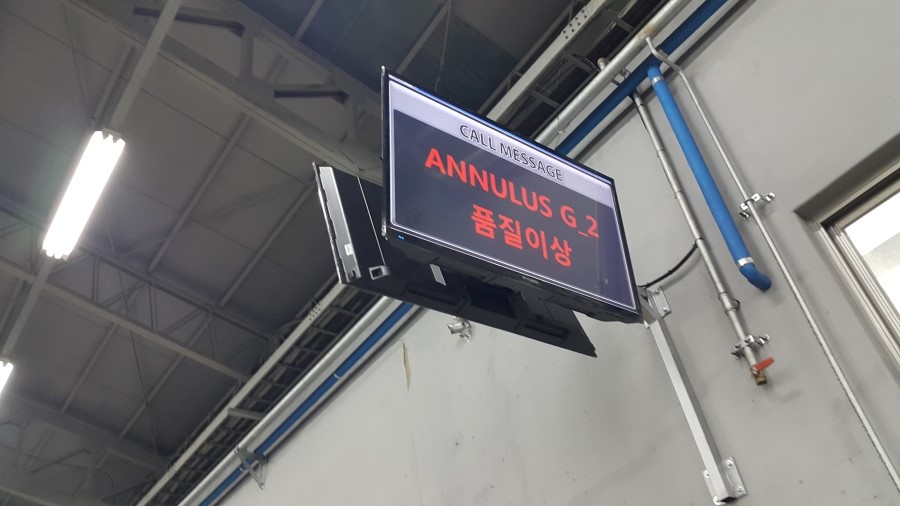 CALL MESSAGE
ANNULUS G_2
품질이상